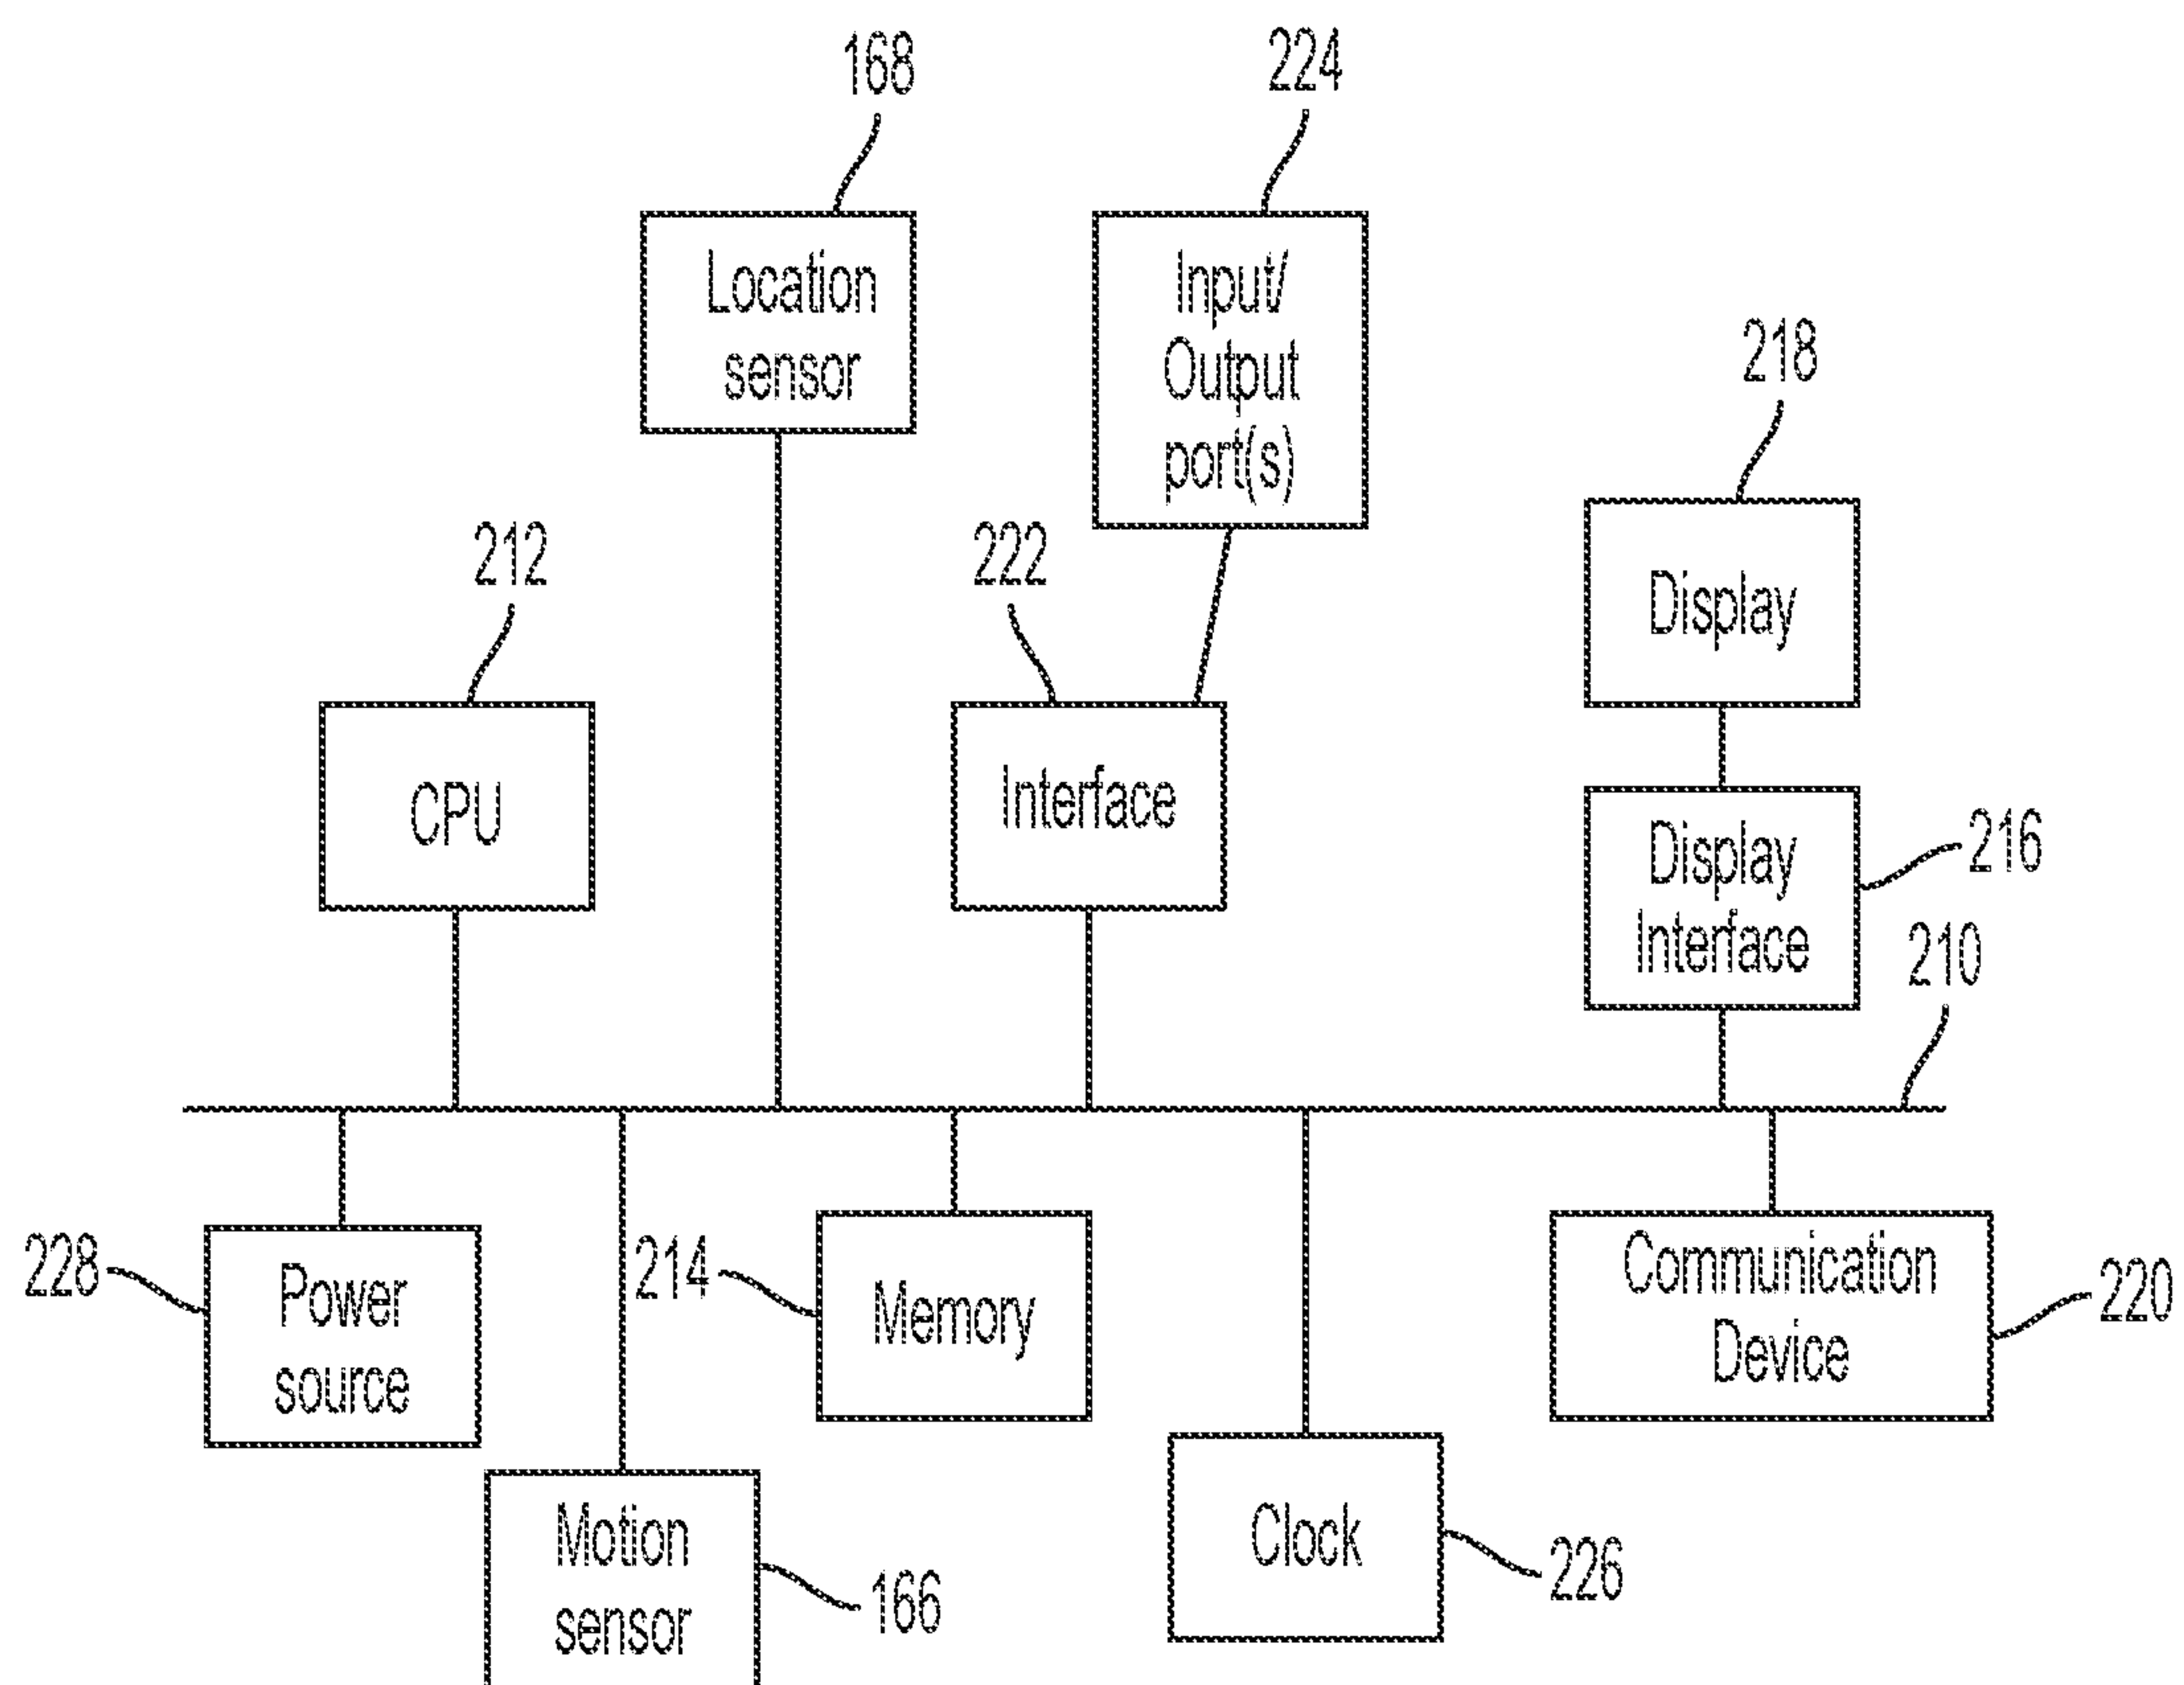 168
224
Location
sensor
Input/
Output
port(s)
218
212
222
Display
CPU
Interface
Display
Interface
216
210
228
Power
source
214
Memory
Communication
Device
220
Motion
sensor
166
Clock
226